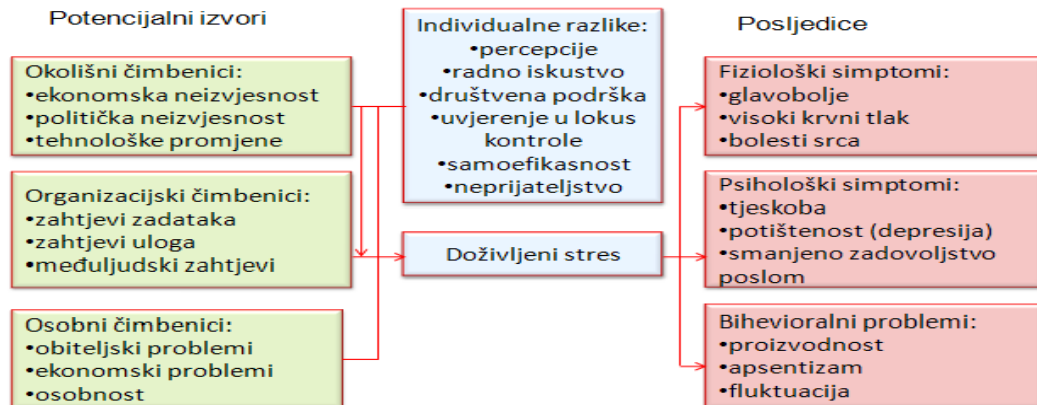 Potencijalni izvori
Okolišni čimbenici:
•ekonomska neizvjesnost
•politička neizvjesnost
•tehnološke promjene
Organizacijski čimbenici:
•zahtjevi zadataka
•zahtjevi uloga
•međuljudski zahtjevi
Osobni čimbenici:
•obiteljski problemi
•ekonomski problemi
•osobnost
Individualne razlike:
•percepcije
•radno iskustvo
•društvena podrška
•uvjerenje u lokus
kontrole
•samoefikasnost
•neprijateljstvo
Doživljeni stres
Posljedice
Fiziološki simptomi:
•glavobolje
•visoki krvni tlak
•bolesti srca
Psihološki simptomi:
•tjeskoba
•potištenost (depresija)
•smanjeno zadovoljstvo
poslom
Bihevioralni problemi:
•proizvodnost
•apsentizam
•fluktuacija